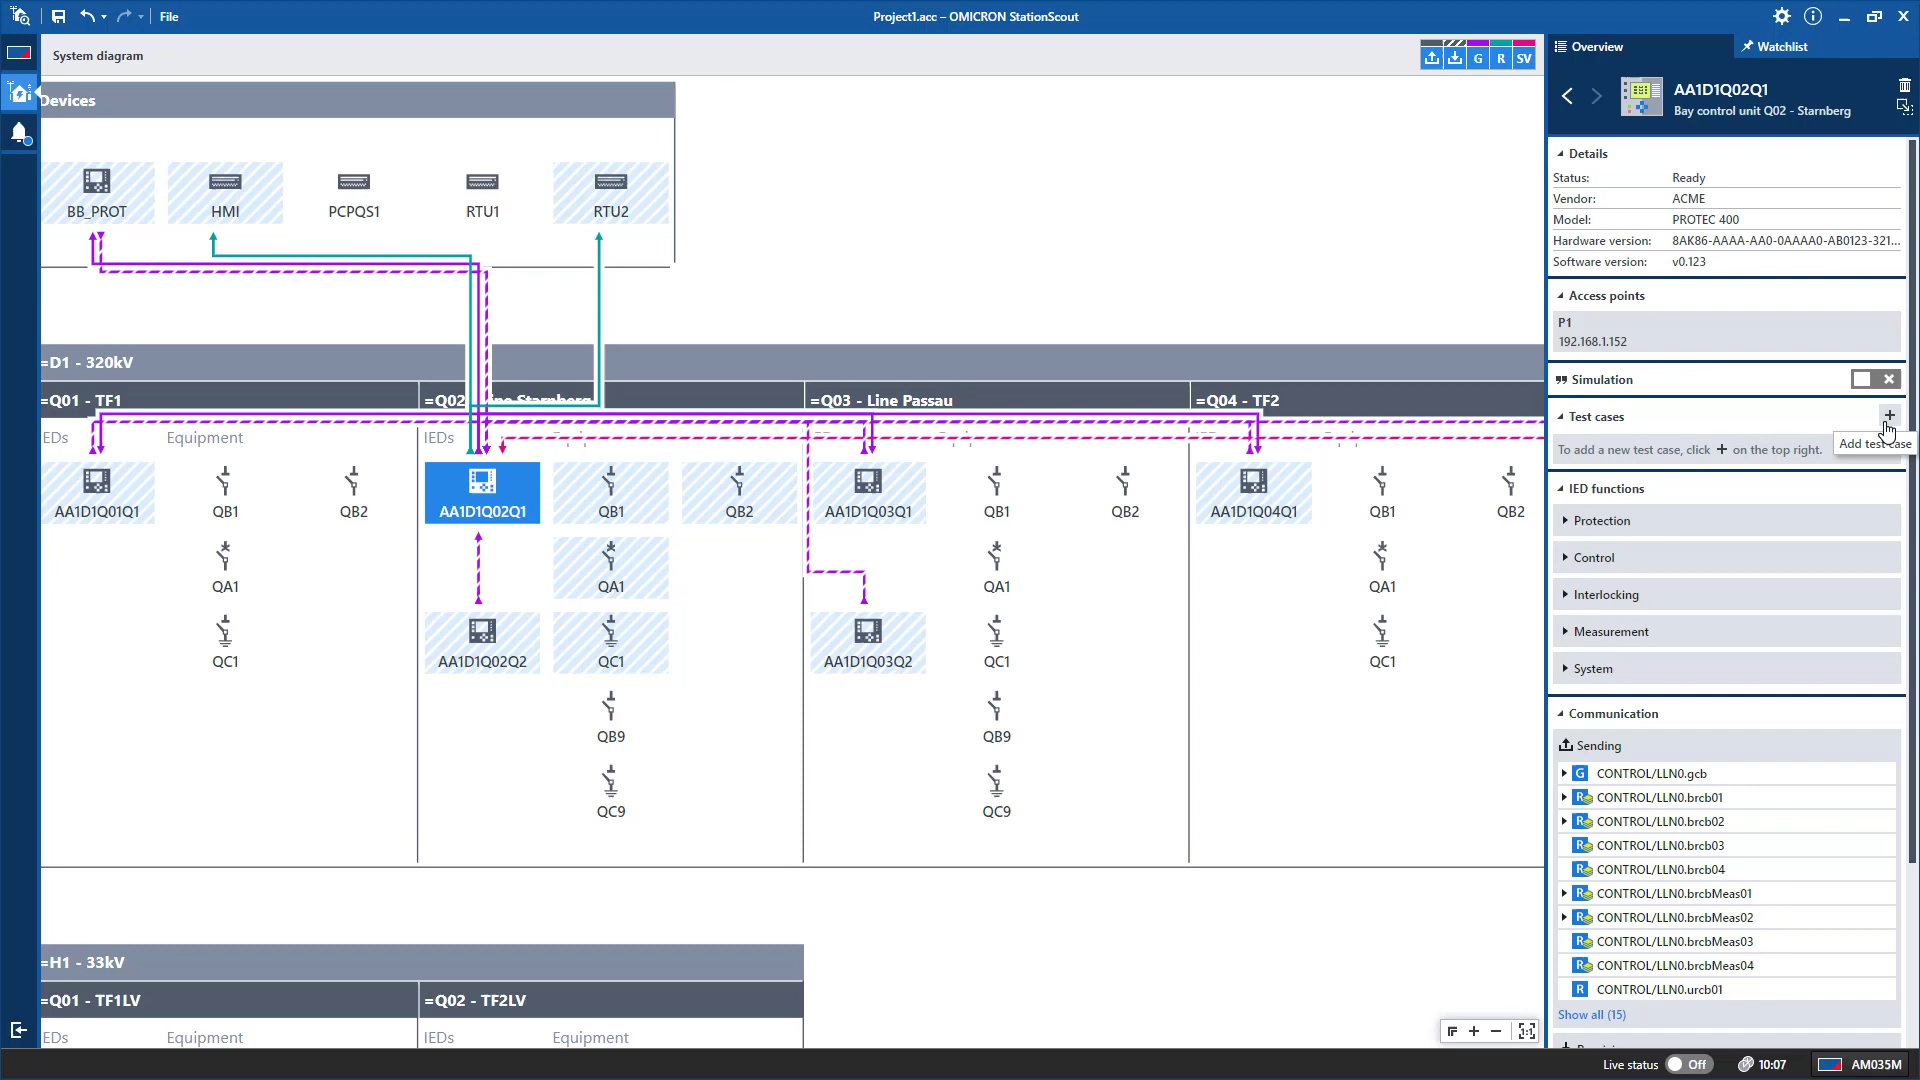 File
Project1.acc – OMICRON StationScout
System diagram
G R SV
Devices
BB_PROT
HMI
PCPQS1
RTU1
RTU2
=D1 - 320kV
=Q01 - TF1
=Q02
Starnberg
=Q03 - Line Passau
=Q04 - TF2
EDs
Equipment
IEDs
AA1D1Q01Q1
QB1
QB2
AA1D1Q02Q1
QB1
QB2
AA1D1Q03Q1
QB1
QB2
AA1D1Q04Q1
QB1
QB2
QA1
QA1
QA1
QA1
QC1
AA1D1Q02Q2
QC1
AA1D1Q03Q2
QC1
QC1
QB9
QB9
QC9
QC9
=H1 - 33kV
=Q01 - TF1LV
=Q02 - TF2LV
EDs
Equipment
IEDs
Equipment
Overview
Watchlist
AA1D1Q02Q1
Bay control unit Q02 - Starnberg
Details
Status: Ready
Vendor: ACME
Model: PROTEC 400
Hardware version: 8AK86-AAAA-AA0-0AAAA0-AB0123-321...
Software version: v0.123
Access points
P1
192.168.1.152
Simulation
Test cases
Add test case
To add a new test case, click + on the top right.
IED functions
Protection
Control
Interlocking
Measurement
System
Communication
Sending
G CONTROL/LLN0.gcb
R CONTROL/LLN0.brcb01
R CONTROL/LLN0.brcb02
R CONTROL/LLN0.brcb03
R CONTROL/LLN0.brcb04
R CONTROL/LLN0.brcbMeas01
R CONTROL/LLN0.brcbMeas02
R CONTROL/LLN0.brcbMeas03
R CONTROL/LLN0.brcbMeas04
R CONTROL/LLN0.urcb01
Show all (15)
1:1
Live status Off
10:07
AM035M